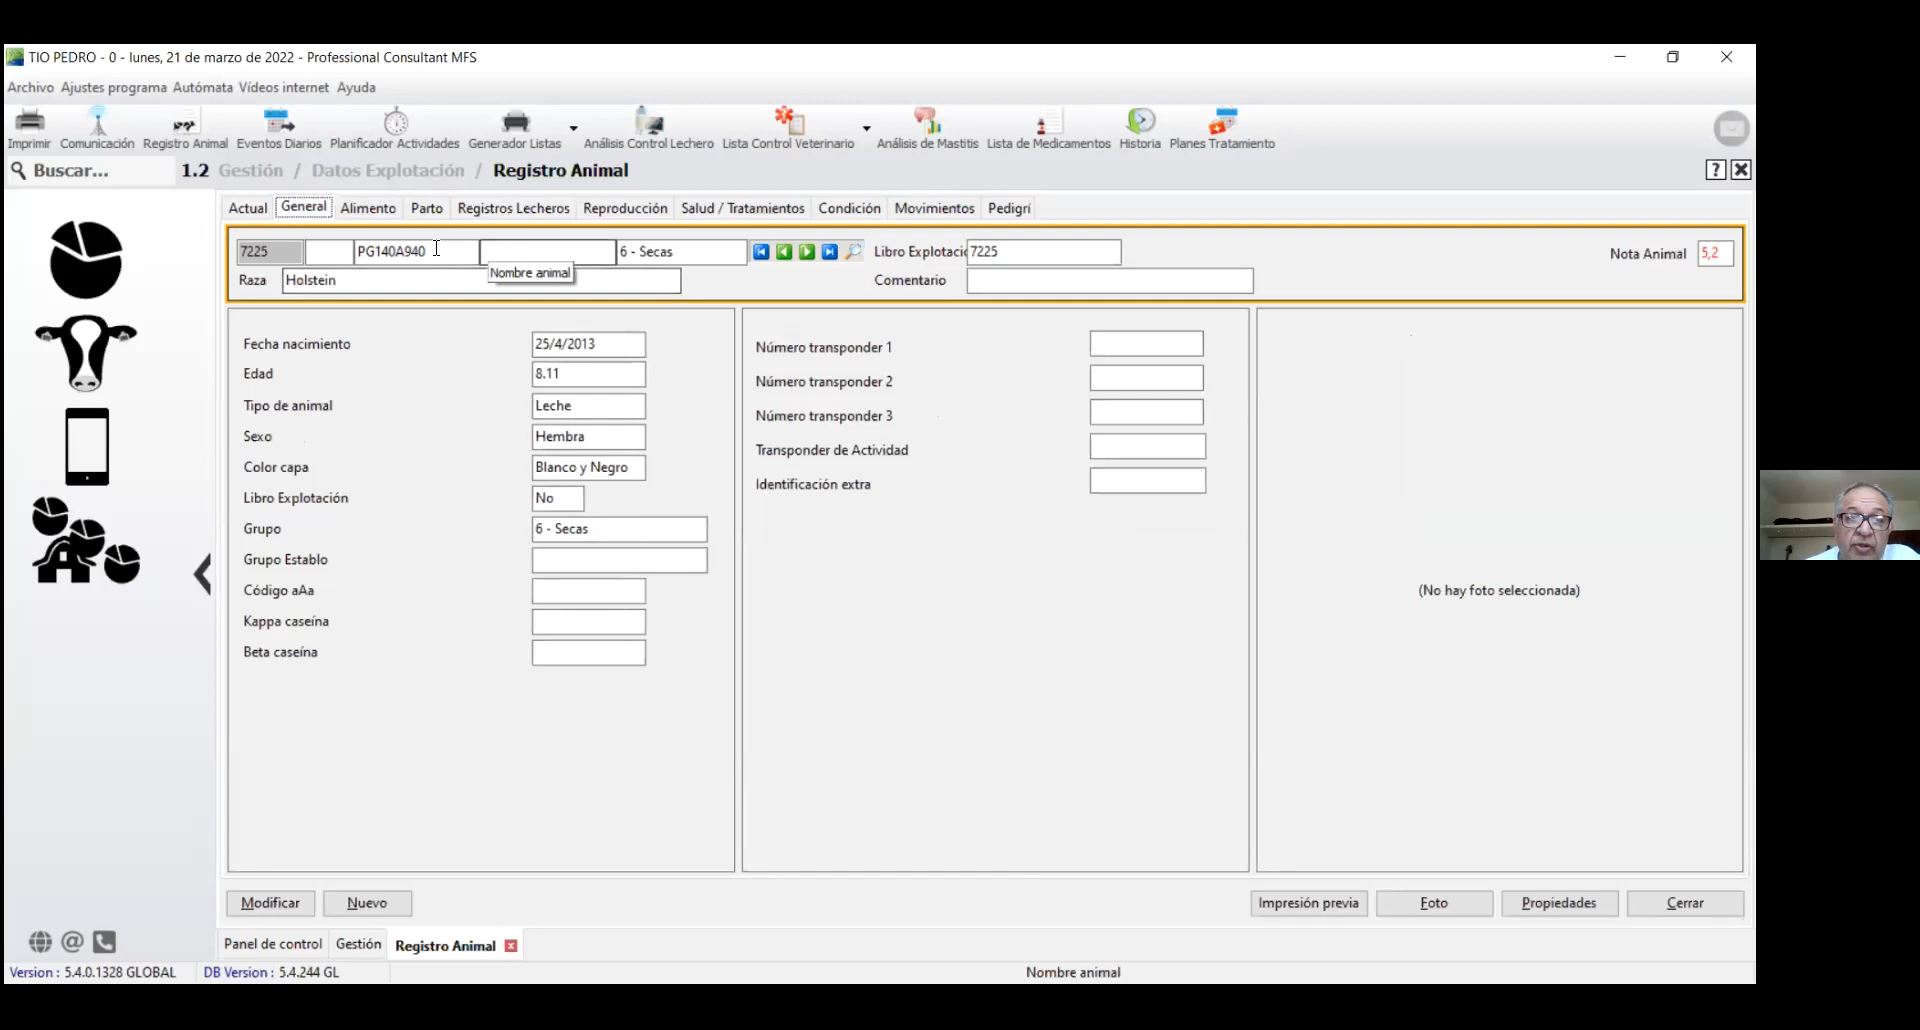 TIO PEDRO - 0 - lunes, 21 de marzo de 2022 - Professional Consultant MFS
Archivo Ajustes programa Autómata Vídeos internet Ayuda
Imprimir Comunicación Registro Animal Eventos Diarios Planificador Actividades Generador Listas Análisis Control Lechero Lista Control Veterinario Análisis de Mastitis Lista de Medicamentos Historia Planes Tratamiento
Buscar... 1.2 Gestión / Datos Explotación / Registro Animal ?
Actual General Alimento Parto Registros Lecheros Reproducción Salud / Tratamientos Condición Movimientos Pedigrí
7225 PG140A940 6 - Secas Libro Explotació 7225 Nota Animal 5,2
Nombre animal
Raza Holstein Comentario
Fecha nacimiento 25/4/2013
Edad 8.11
Tipo de animal Leche
Sexo Hembra
Color capa Blanco y Negro
Libro Explotación No
Grupo 6 - Secas
Grupo Establo
Código aAa
Kappa caseína
Beta caseína
Número transponder 1
Número transponder 2
Número transponder 3
Transponder de Actividad
Identificación extra
(No hay foto seleccionada)
Modificar Nuevo Impresión previa Foto Propiedades Cerrar
Panel de control Gestión Registro Animal
Version : 5.4.0.1328 GLOBAL DB Version : 5.4.244 GL Nombre animal